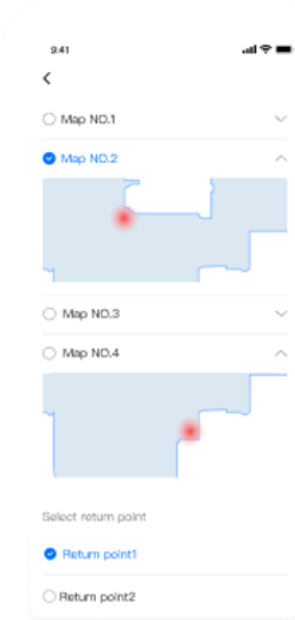 9:41
Map NO.1
Map NO.2
Map NO.3
Map NO.4
Select return point
Return point1
Return point2